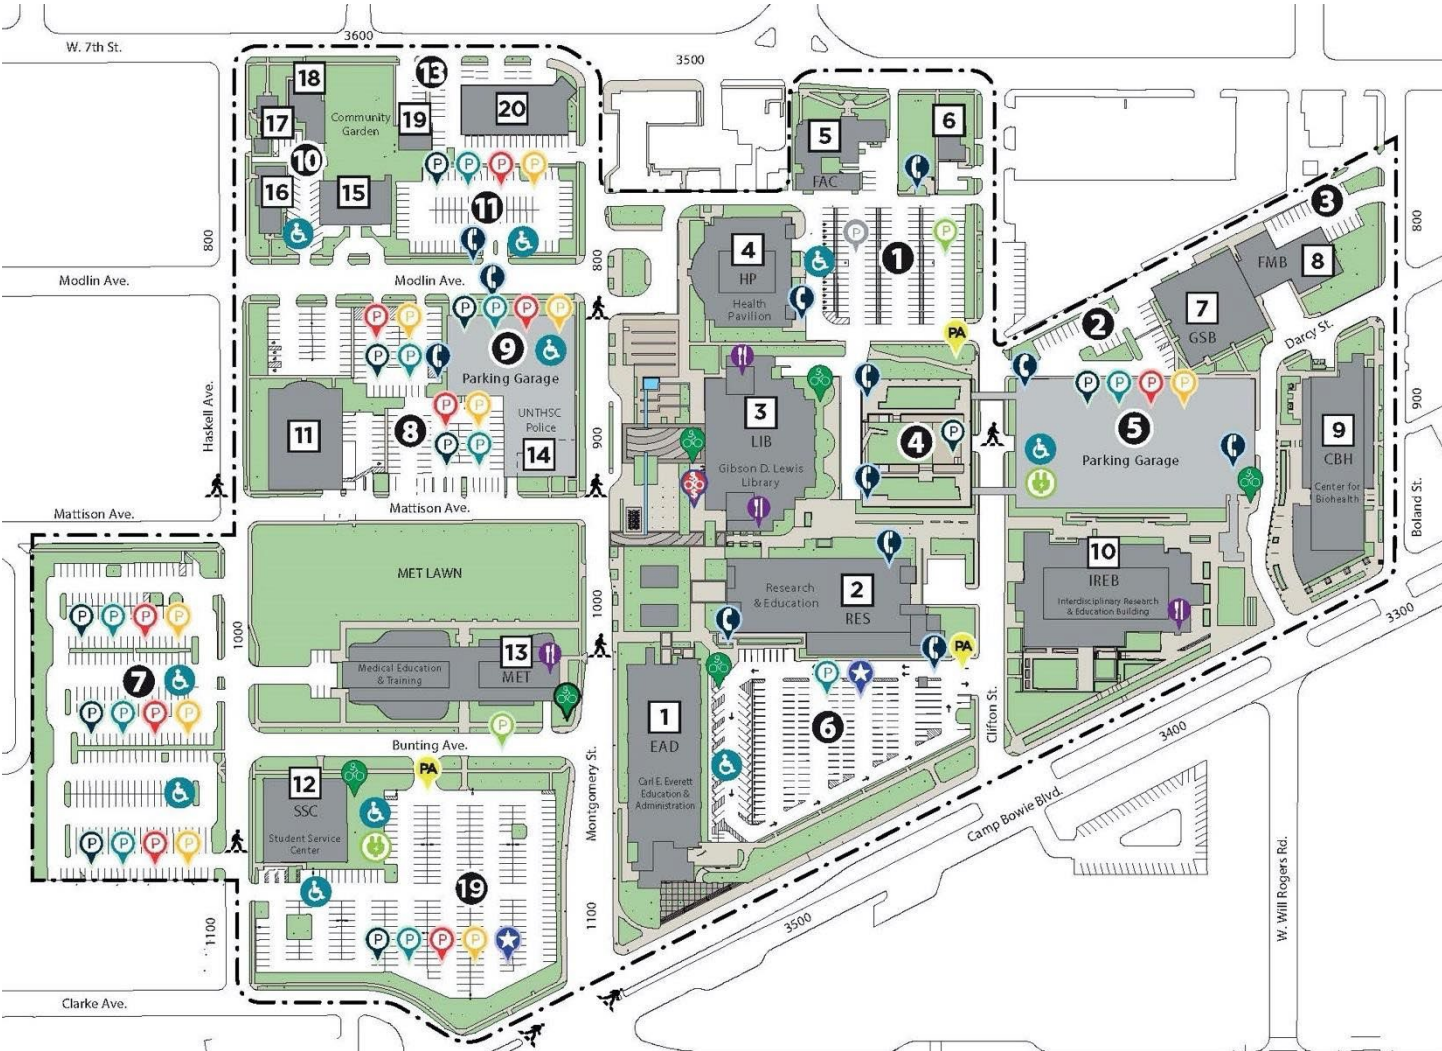 3600
W. 7th St.
3500
13
18
20
Community
Garden
17
19
5
6
10
P P P P
FAC
16
15
11
3
800
800
800
P
P
4
1
HP
FMB
8
Modlin Ave.
Modlin Ave.
Health
Pavilion
P P
P P P P
7
2
GSB
Darcy St.
PA
9
P P
Parking Garage
P P P P
Haskell Ave.
P P
UNTHSC
Police
3
LIB
4
P
5
9
CBH
900
900
11
8
P P
14
Gibson D. Lewis
Library
Parking Garage
Center for
Biohealth
Mattison Ave.
Mattison Ave.
Boland St.
10
IREB
MET LAWN
Research
& Education
2
RES
Interdisciplinary Research
& Education Building
P P P P
1000
1000
3300
13
MET
Medical Education
& Training
PA
7
P
P P P P
1
EAD
6
P
Clifton St.
Bunting Ave.
3400
PA
12
SSC
Carl E. Everett
Education &
Administration
Montgomery St.
Camp Bowie Blvd.
Student Service
Center
P P P P
19
W. Will Rogers Rd.
1100
1100
3500
P P P P
Clarke Ave.